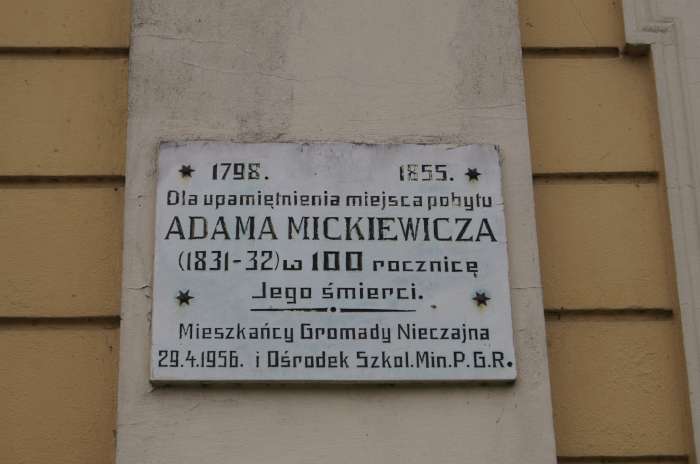 ✶ 1798. 1855. ✶
Dla upamiętnienia miejsca pobytu
ADAMA MICKIEWICZA
(1831-32) w 100 rocznicę
✶ Jego śmierci. ✶
Mieszkańcy Gromady Nieczajna
29.4.1956. i Ośrodek Szkol. Min. P. G. R.